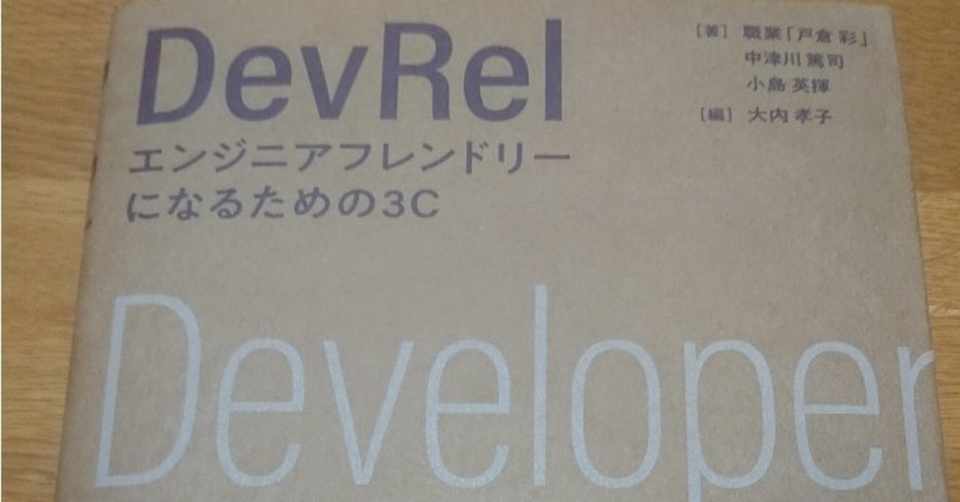 DevRel
エンジニアフレンドリー
になるための3C
[著] 職業「戸倉 彩」
中津川 篤司
小島 英揮
[編] 大内 孝子
Developer